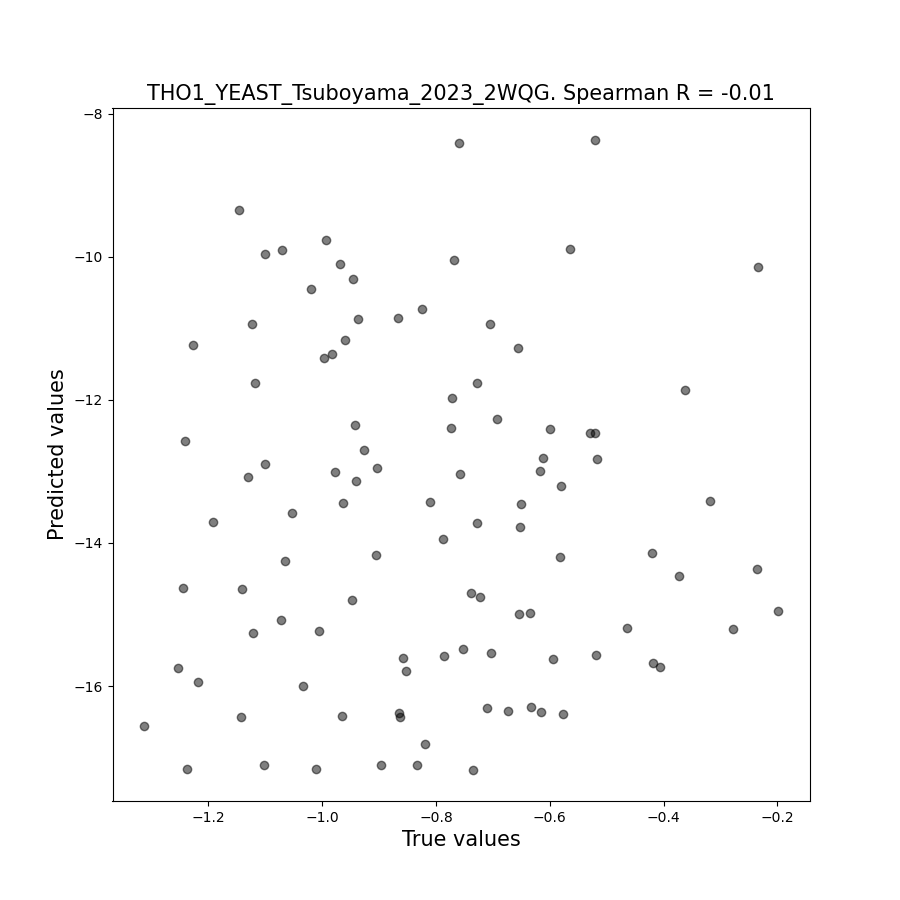 THO1_YEAST_Tsuboyama_2023_2WQG. Spearman R = -0.01
−8
−10
−12
−14
−16
Predicted values
−1.2 −1.0 −0.8 −0.6 −0.4 −0.2
True values